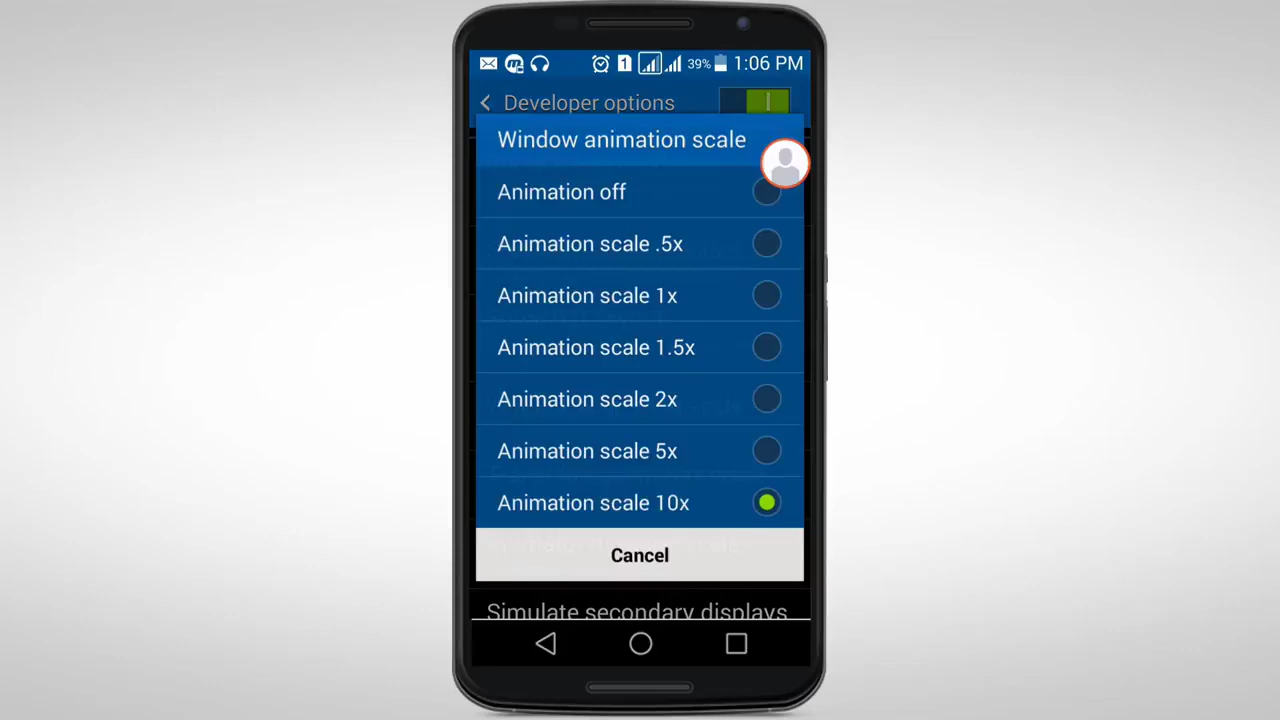 1 39% 1:06 PM
Developer options
Window animation scale
Animation off
Animation scale .5x
Animation scale 1x
Animation scale 1.5x
Animation scale 2x
Animation scale 5x
Animation scale 10x
Cancel
Simulate secondary displays